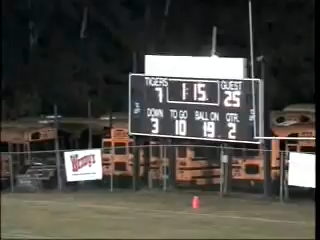 TIGERS 1:15 GUEST
7 25
DOWN TO GO BALL ON QTR.
3 10 19 2
Wendy's